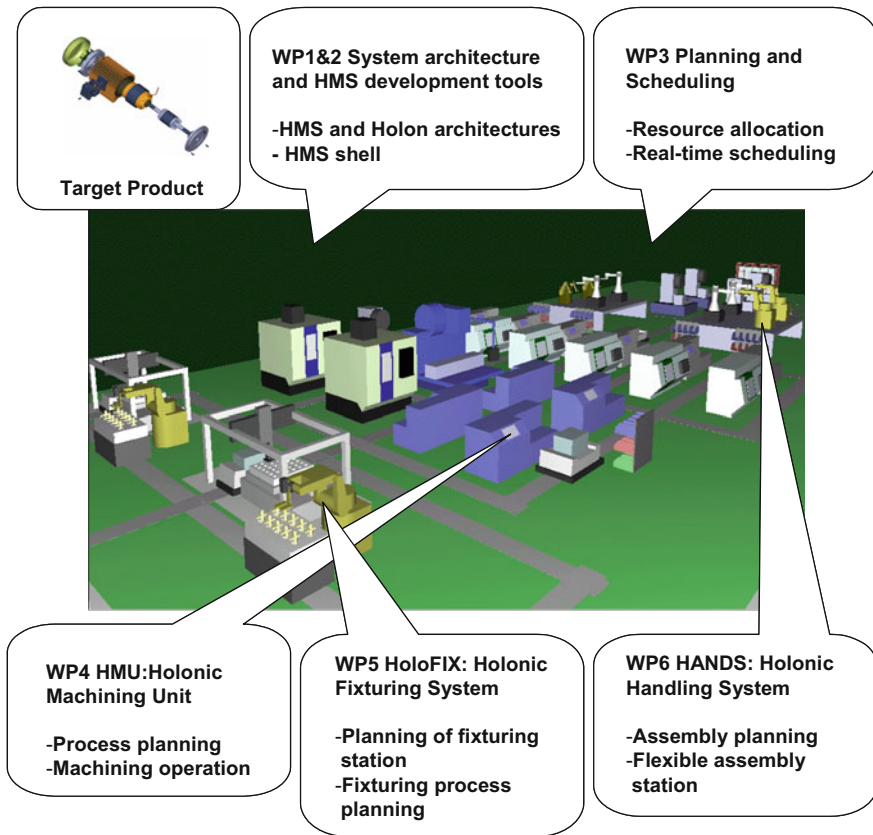 Target Product
WP1&2 System architecture
and HMS development tools
-HMS and Holon architectures
- HMS shell
WP3 Planning and
Scheduling
-Resource allocation
-Real-time scheduling
WP4 HMU:Holonic
Machining Unit
-Process planning
-Machining operation
WP5 HoloFIX: Holonic
Fixturing System
-Planning of fixturing
station
-Fixturing process
planning
WP6 HANDS: Holonic
Handling System
-Assembly planning
-Flexible assembly
station